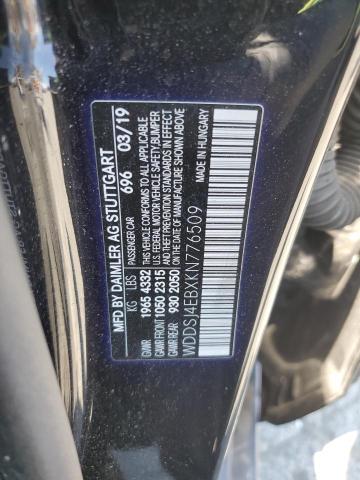 MFD BY DAIMLER AG STUTTGART
696 03/19
PASSENGER CAR
KG LBS
GVWR 1965 4332
GAWR FRONT 1050 2315
GAWR REAR 930 2050
THIS VEHICLE CONFORMS TO ALL APPLICABLE
U.S. FEDERAL MOTOR VEHICLE SAFETY/BUMPER
AND THEFT PREVENTION STANDARDS IN EFFECT
ON THE DATE OF MANUFACTURE SHOWN ABOVE
MADE IN HUNGARY
WDDSJ4EBXKN776509